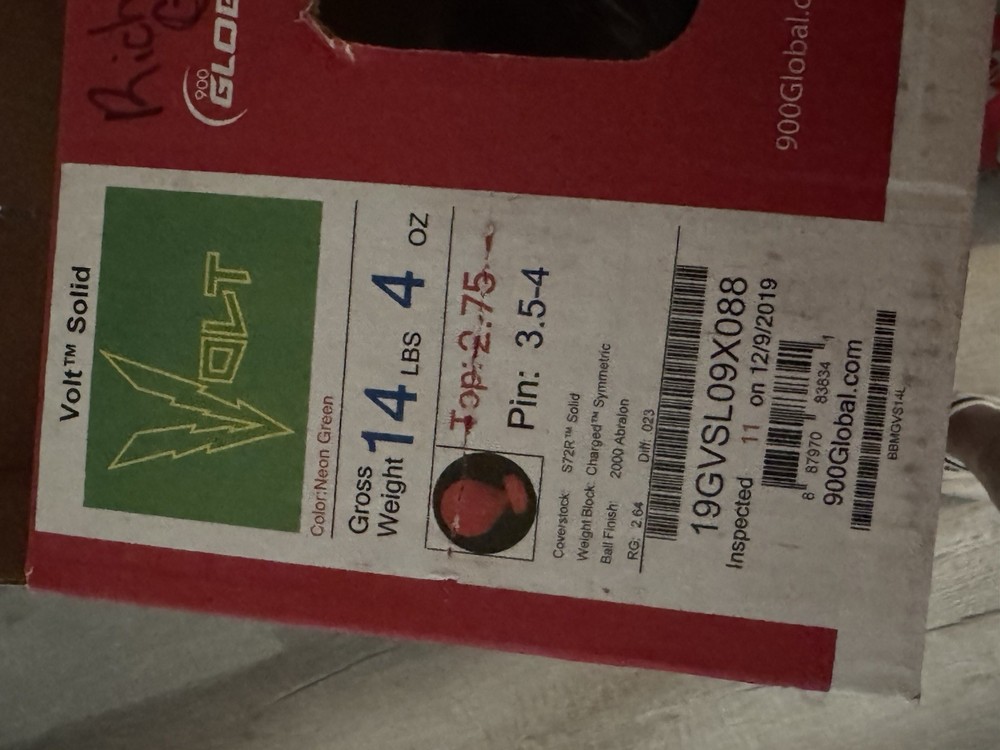 900
GLO
900Global.c
Volt™ Solid
VOLT
Color:Neon Green
Gross
Weight 14 LBS 4 OZ
Top: 2.75
Pin: 3.5-4
Coverstock: S72R™ Solid
Weight Block: Charged™ Symmetric
Ball Finish: 2000 Abralon
RG: 2.64 Diff: 023
19GVSL09X088
Inspected 11 on 12/9/2019
8 87970 83834 1
900Global.com
BBMGVS14L